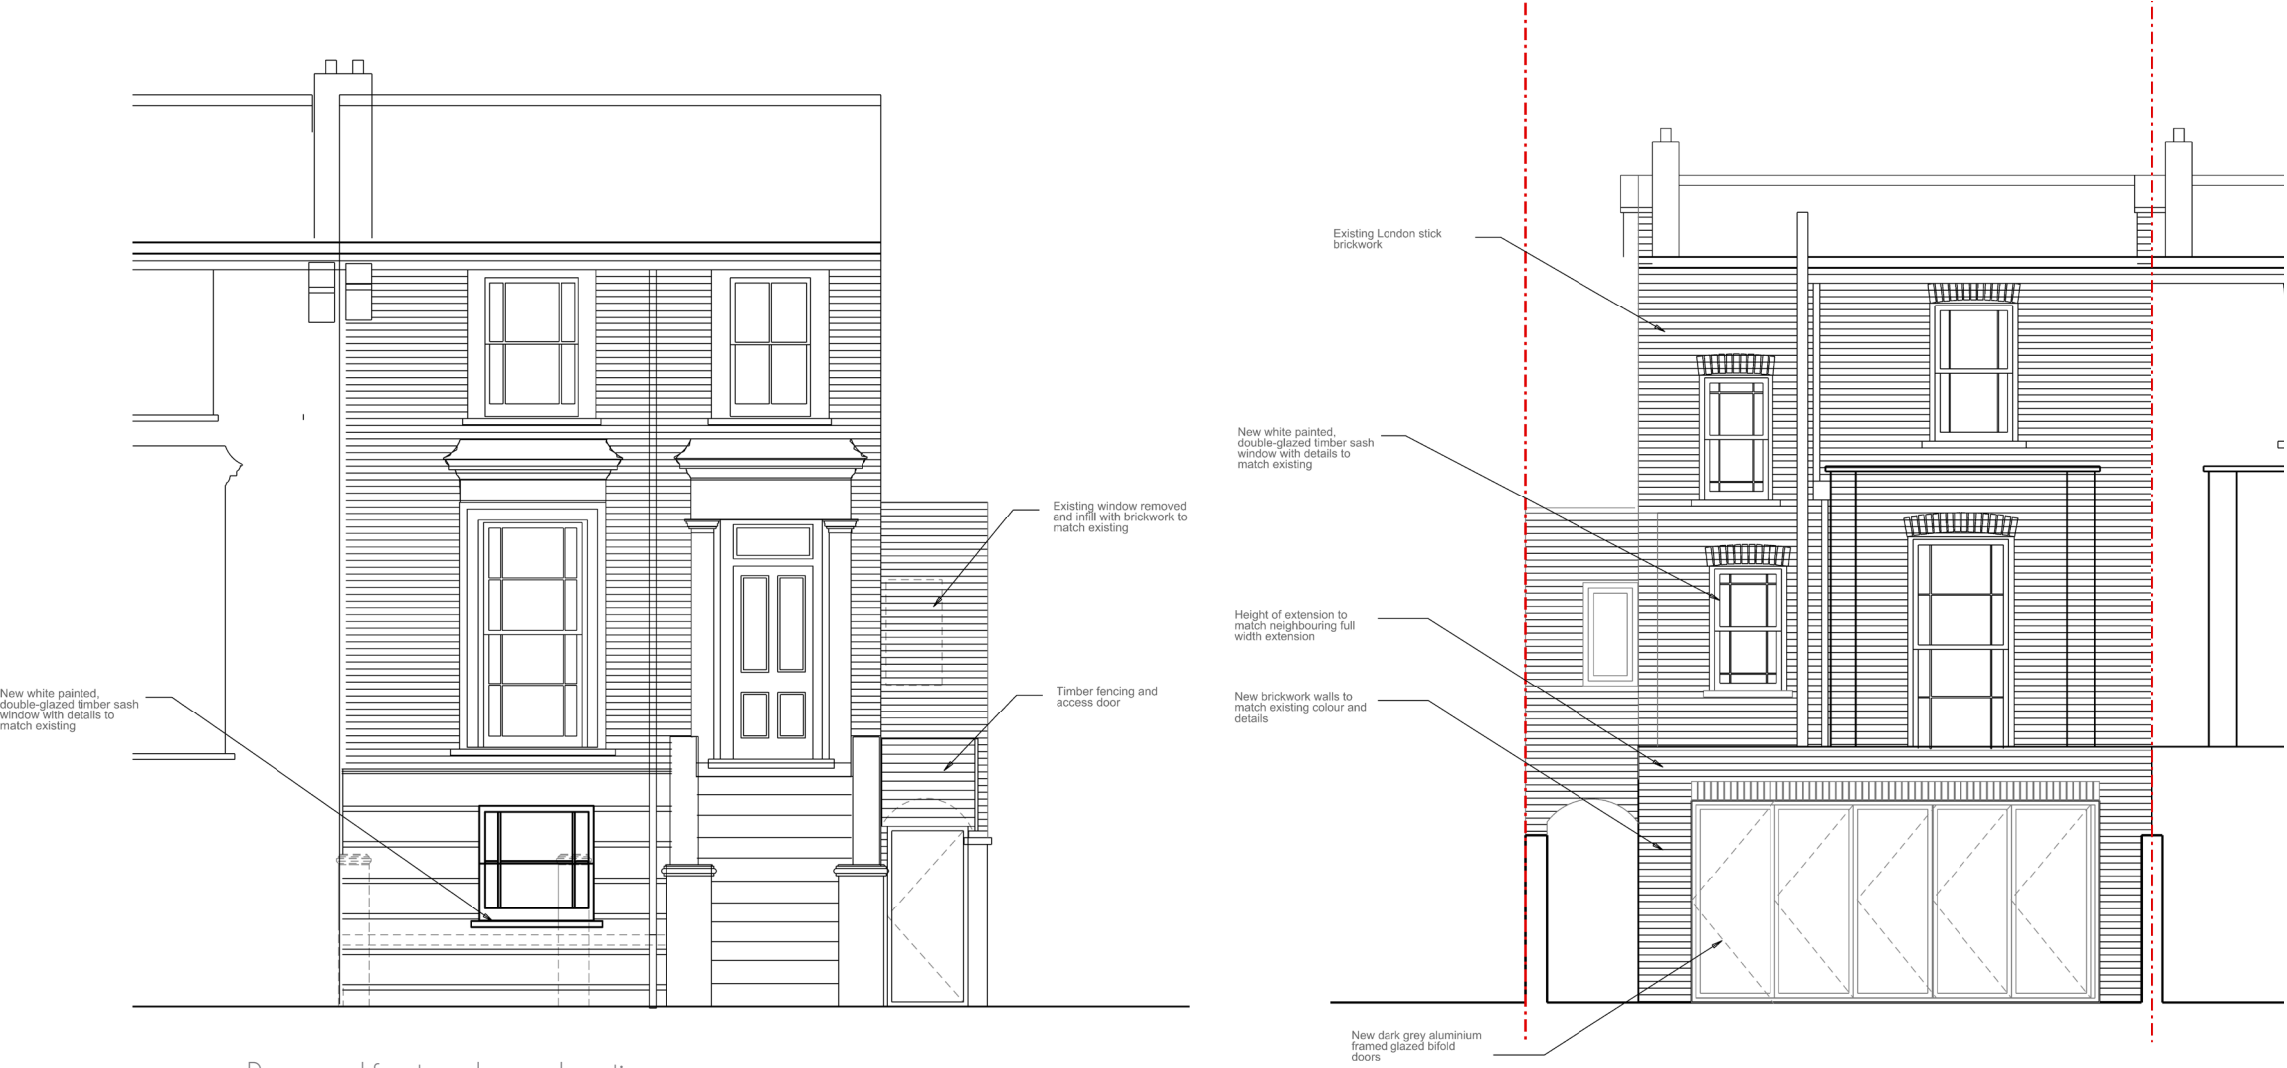 Existing window removed
end infill with brickwork to
match existing
Timber fencing and
access door
New white painted,
double-glazed timber sash
window with details to
match existing
Existing London stick
brickwork
New white painted,
double-glazed timber sash
window with details to
match existing
Height of extension to
match neighbouring full
width extension
New brickwork walls to
match existing colour and
details
New dark grey aluminium
framed glazed bifold
doors